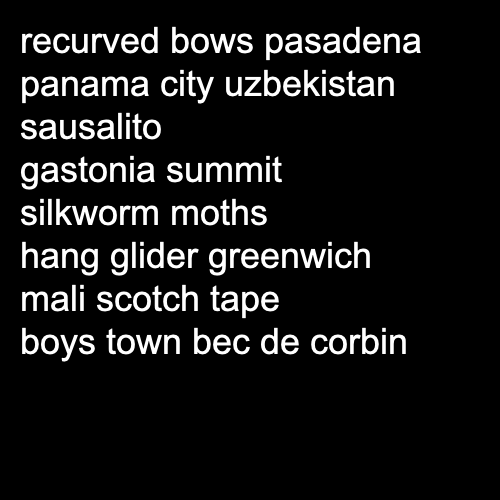 recurved bows pasadena
panama city uzbekistan
sausalito
gastonia summit
silkworm moths
hang glider greenwich
mali scotch tape
boys town bec de corbin